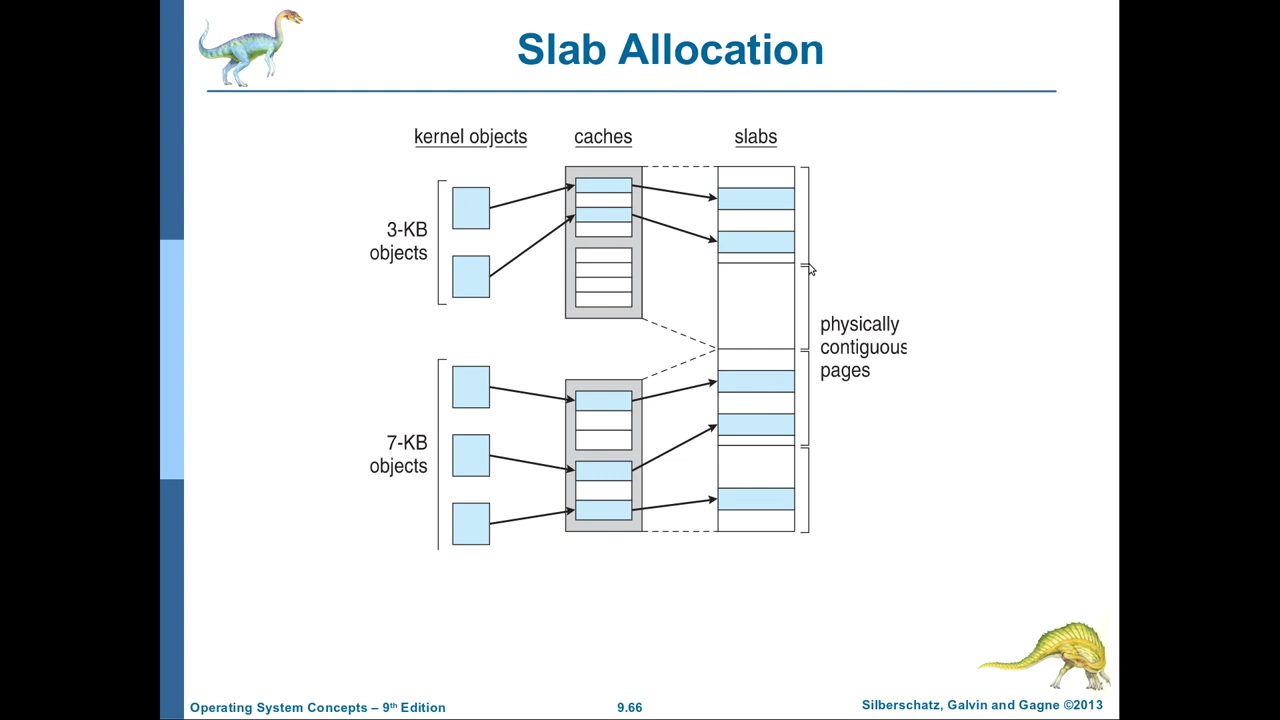 Slab Allocation
kernel objects
caches
slabs
3-KB
objects
physically
contiguous
pages
7-KB
objects
Operating System Concepts – 9th Edition
9.66
Silberschatz, Galvin and Gagne ©2013